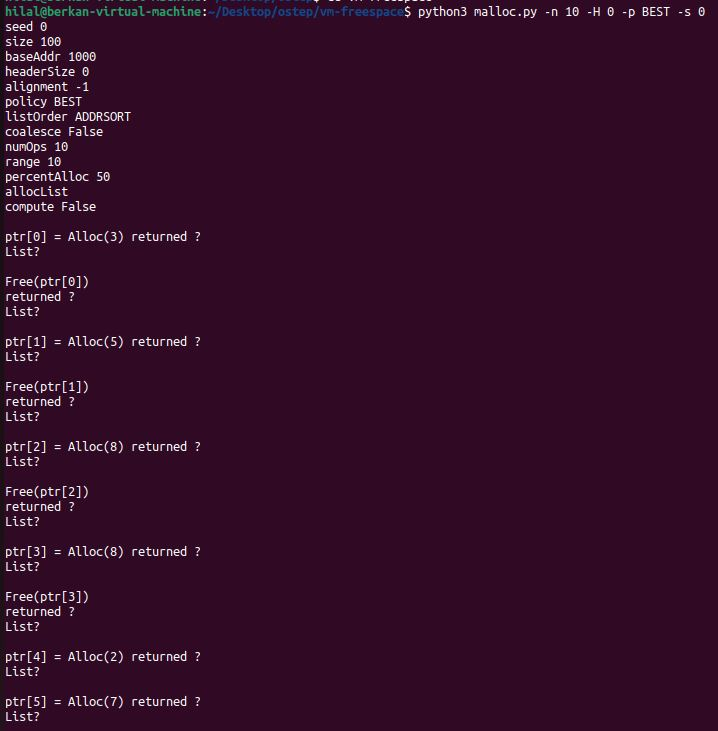 hilal@berkan-virtual-machine:~/Desktop/ostep/vm-freespace$ python3 malloc.py -n 10 -H 0 -p BEST -s 0
seed 0
size 100
baseAddr 1000
headerSize 0
alignment -1
policy BEST
listOrder ADDRSORT
coalesce False
numOps 10
range 10
percentAlloc 50
allocList
compute False
ptr[0] = Alloc(3) returned ?
List?
Free(ptr[0])
returned ?
List?
ptr[1] = Alloc(5) returned ?
List?
Free(ptr[1])
returned ?
List?
ptr[2] = Alloc(8) returned ?
List?
Free(ptr[2])
returned ?
List?
ptr[3] = Alloc(8) returned ?
List?
Free(ptr[3])
returned ?
List?
ptr[4] = Alloc(2) returned ?
List?
ptr[5] = Alloc(7) returned ?
List?